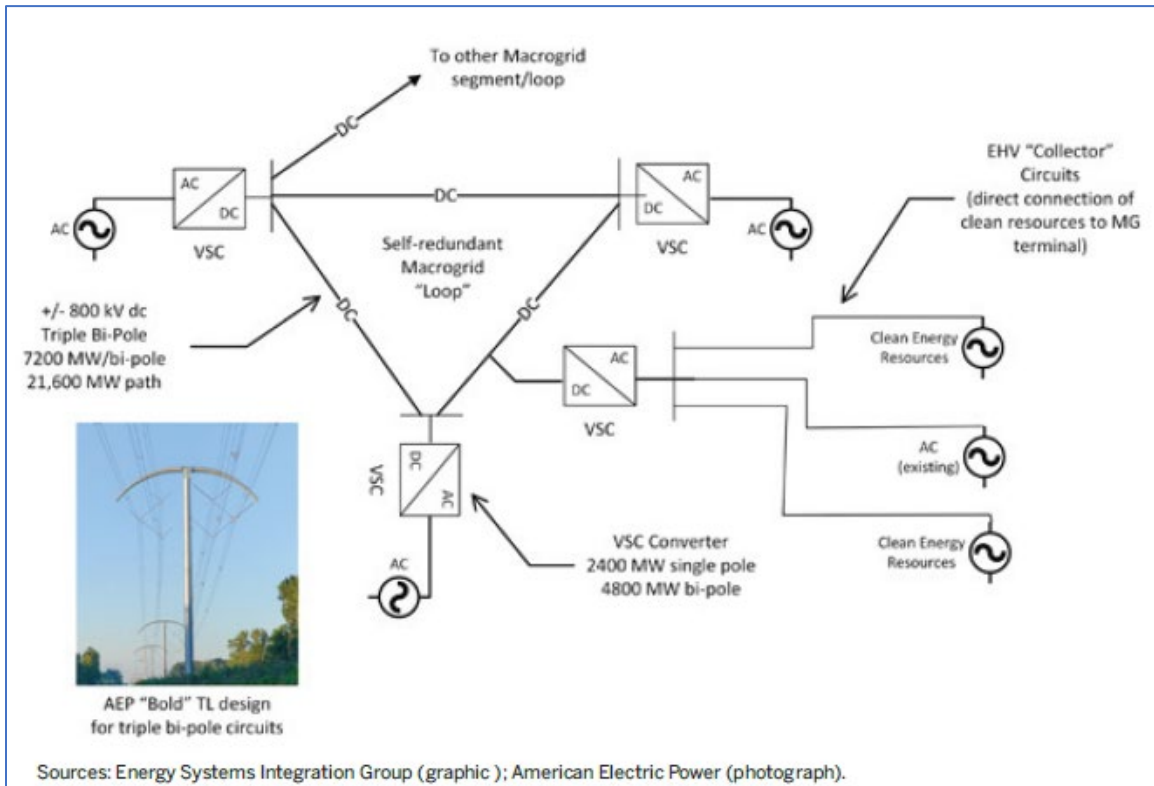 To other Macrogrid
segment/loop
DC
AC
DC
VSC
AC
DC
AC
DC
VSC
AC
EHV “Collector”
Circuits
(direct connection of
clean resources to MG
terminal)
Self-redundant
Macrogrid
“Loop”
DC
DC
+/- 800 kV dc
Triple Bi-Pole
7200 MW/bi-pole
21,600 MW path
AC
DC
VSC
Clean Energy
Resources
AC
(existing)
Clean Energy
Resources
DC
AC
VSC
AC
VSC Converter
2400 MW single pole
4800 MW bi-pole
AEP “Bold” TL design
for triple bi-pole circuits
Sources: Energy Systems Integration Group (graphic ); American Electric Power (photograph).